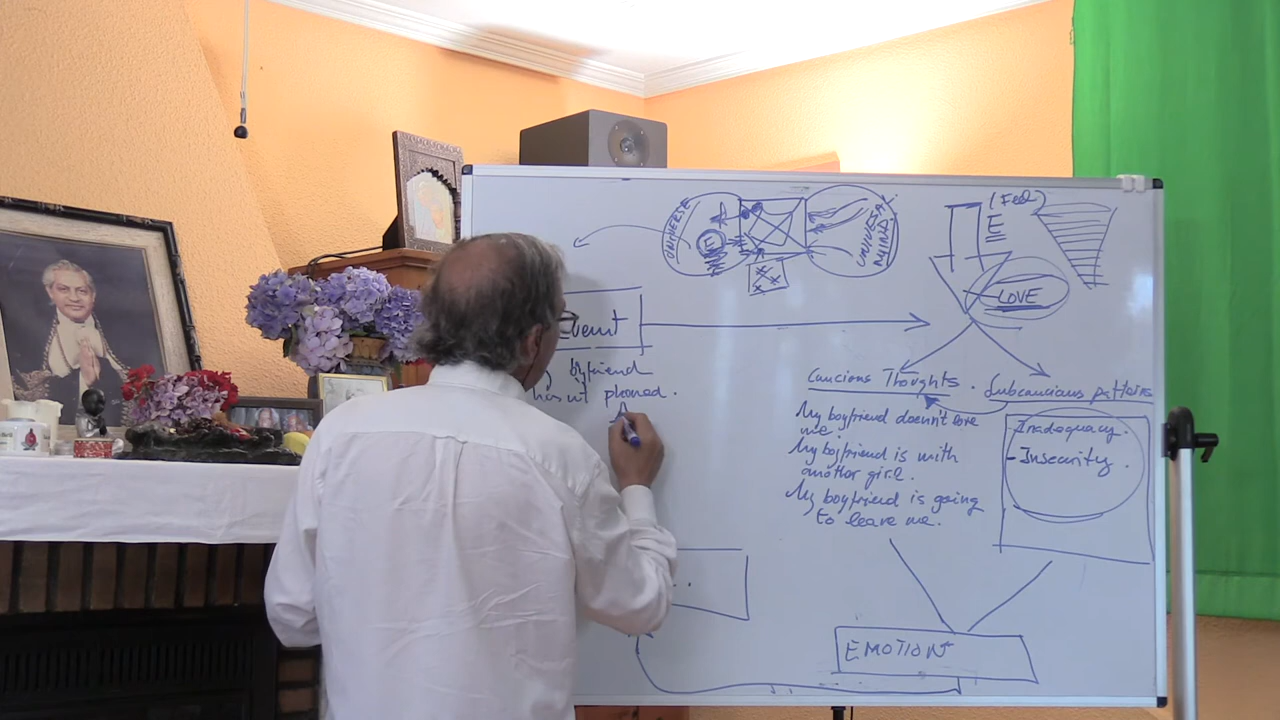 UNIVERSE
E
UNIVERSAL
MIND.
(Feel)
E
LOVE
Event
boyfriend
hasn't phoned.
Concious Thoughts.
My boyfriend doesn't love
me.
My boyfriend is with
another girl.
My boyfriend is going
to leave me.
Subconcious patterns
Inadequacy.
- Insecurity.
EMOTION